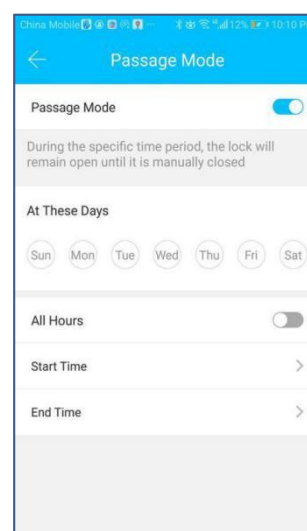 China Mobile 12% 10:10 P
Passage Mode
Passage Mode
During the specific time period, the lock will
remain open until it is manually closed
At These Days
Sun Mon Tue Wed Thu Fri Sat
All Hours
Start Time
End Time